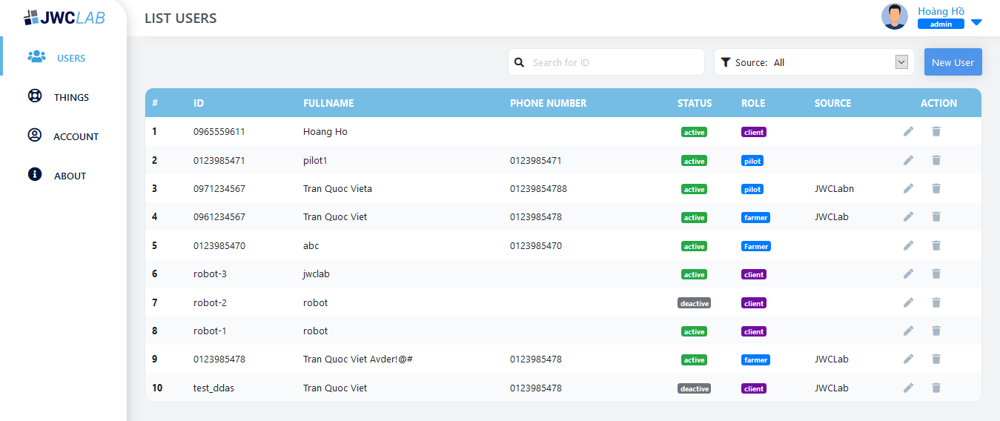 JWCLAB
LIST USERS
Hoàng Hồ
admin
USERS
THINGS
ACCOUNT
ABOUT
Search for ID
Source: All
New User
# ID FULLNAME PHONE NUMBER STATUS ROLE SOURCE ACTION
1 0965559611 Hoang Ho active client
2 0123985471 pilot1 0123985471 active pilot
3 0971234567 Tran Quoc Vieta 01239854788 active pilot JWCLabn
4 0961234567 Tran Quoc Viet 0123985478 active farmer JWCLab
5 0123985470 abc 0123985470 active Farmer
6 robot-3 jwclab active client
7 robot-2 robot deactive client
8 robot-1 robot active client
9 0123985478 Tran Quoc Viet Avder!@# 0123985478 active farmer JWCLab
10 test_ddas Tran Quoc Viet 0123985478 deactive client JWCLab